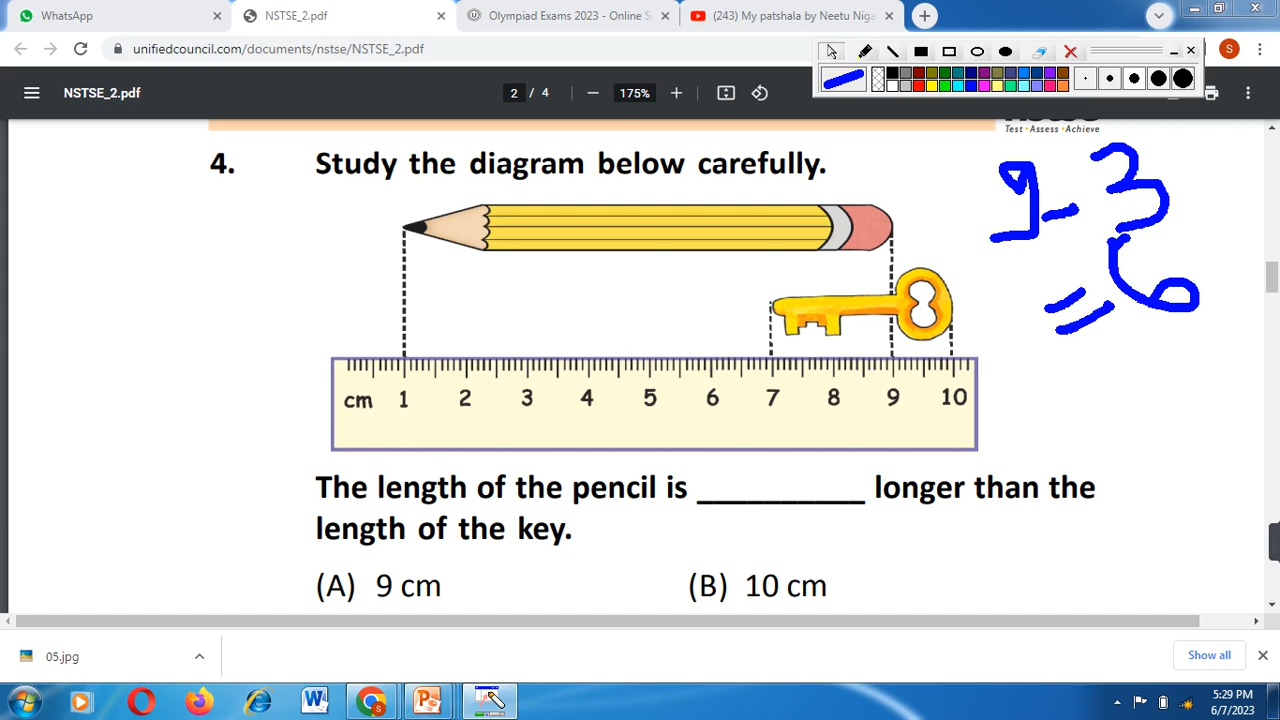 WhatsApp
NSTSE_2.pdf
Olympiad Exams 2023 - Online S
(243) My patshala by Neetu Niga
unifiedcouncil.com/documents/nstse/NSTSE_2.pdf
S
NSTSE_2.pdf
2 / 4
175%
Test • Assess • Achieve
4. Study the diagram below carefully.
9-3
=6
cm 1 2 3 4 5 6 7 8 9 10
The length of the pencil is __________ longer than the
length of the key.
(A) 9 cm (B) 10 cm
05.jpg
Show all
5:29 PM
6/7/2023